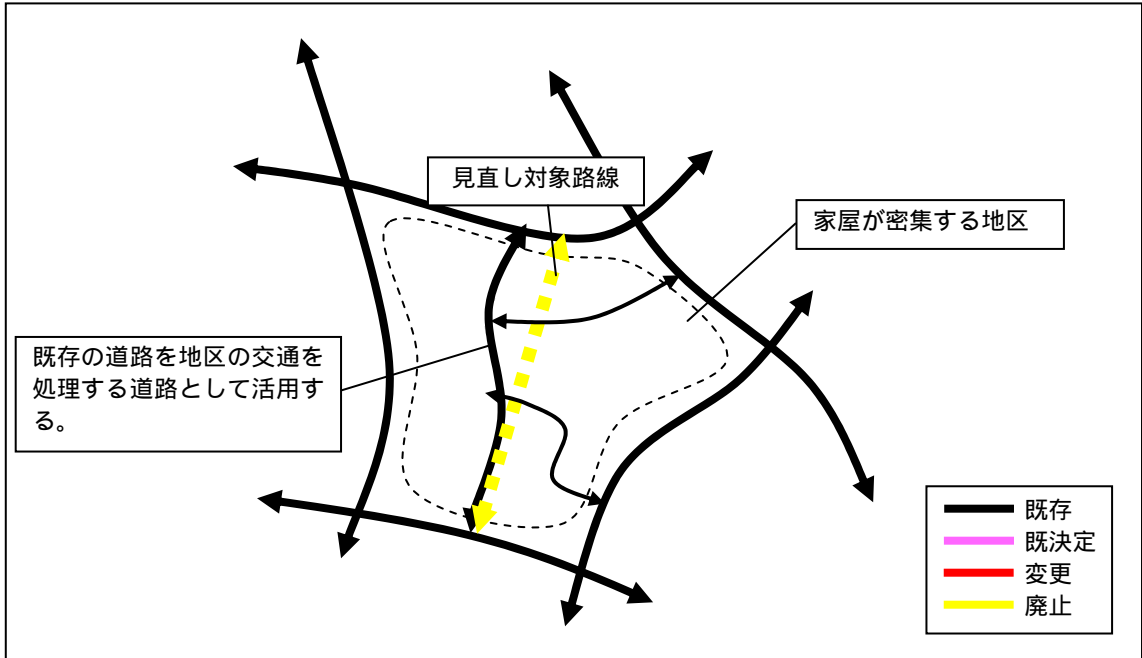 見直し対象路線
家屋が密集する地区
既存の道路を地区の交通を
処理する道路として活用す
る。
既存
既決定
変更
廃止